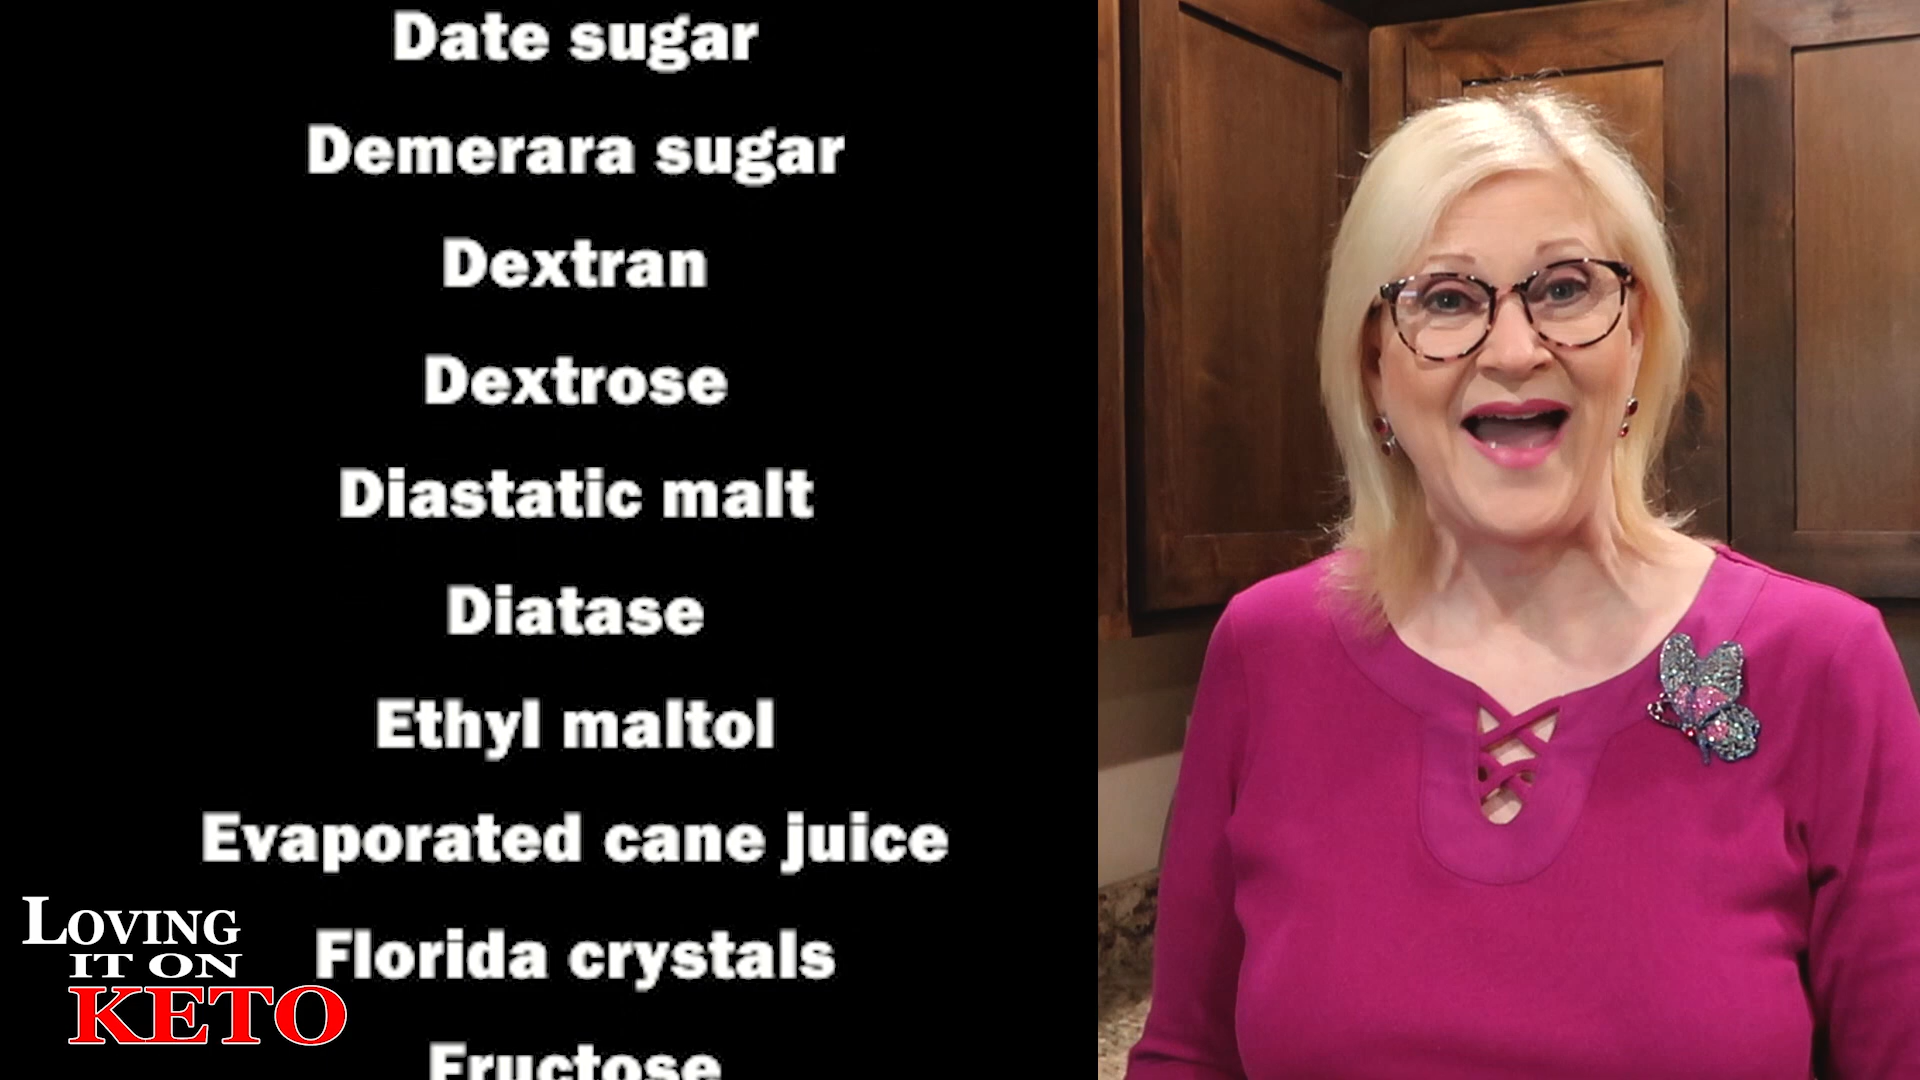 Date sugar
Demerara sugar
Dextran
Dextrose
Diastatic malt
Diatase
Ethyl maltol
Evaporated cane juice
Florida crystals
Fructose
LOVING
IT ON
KETO